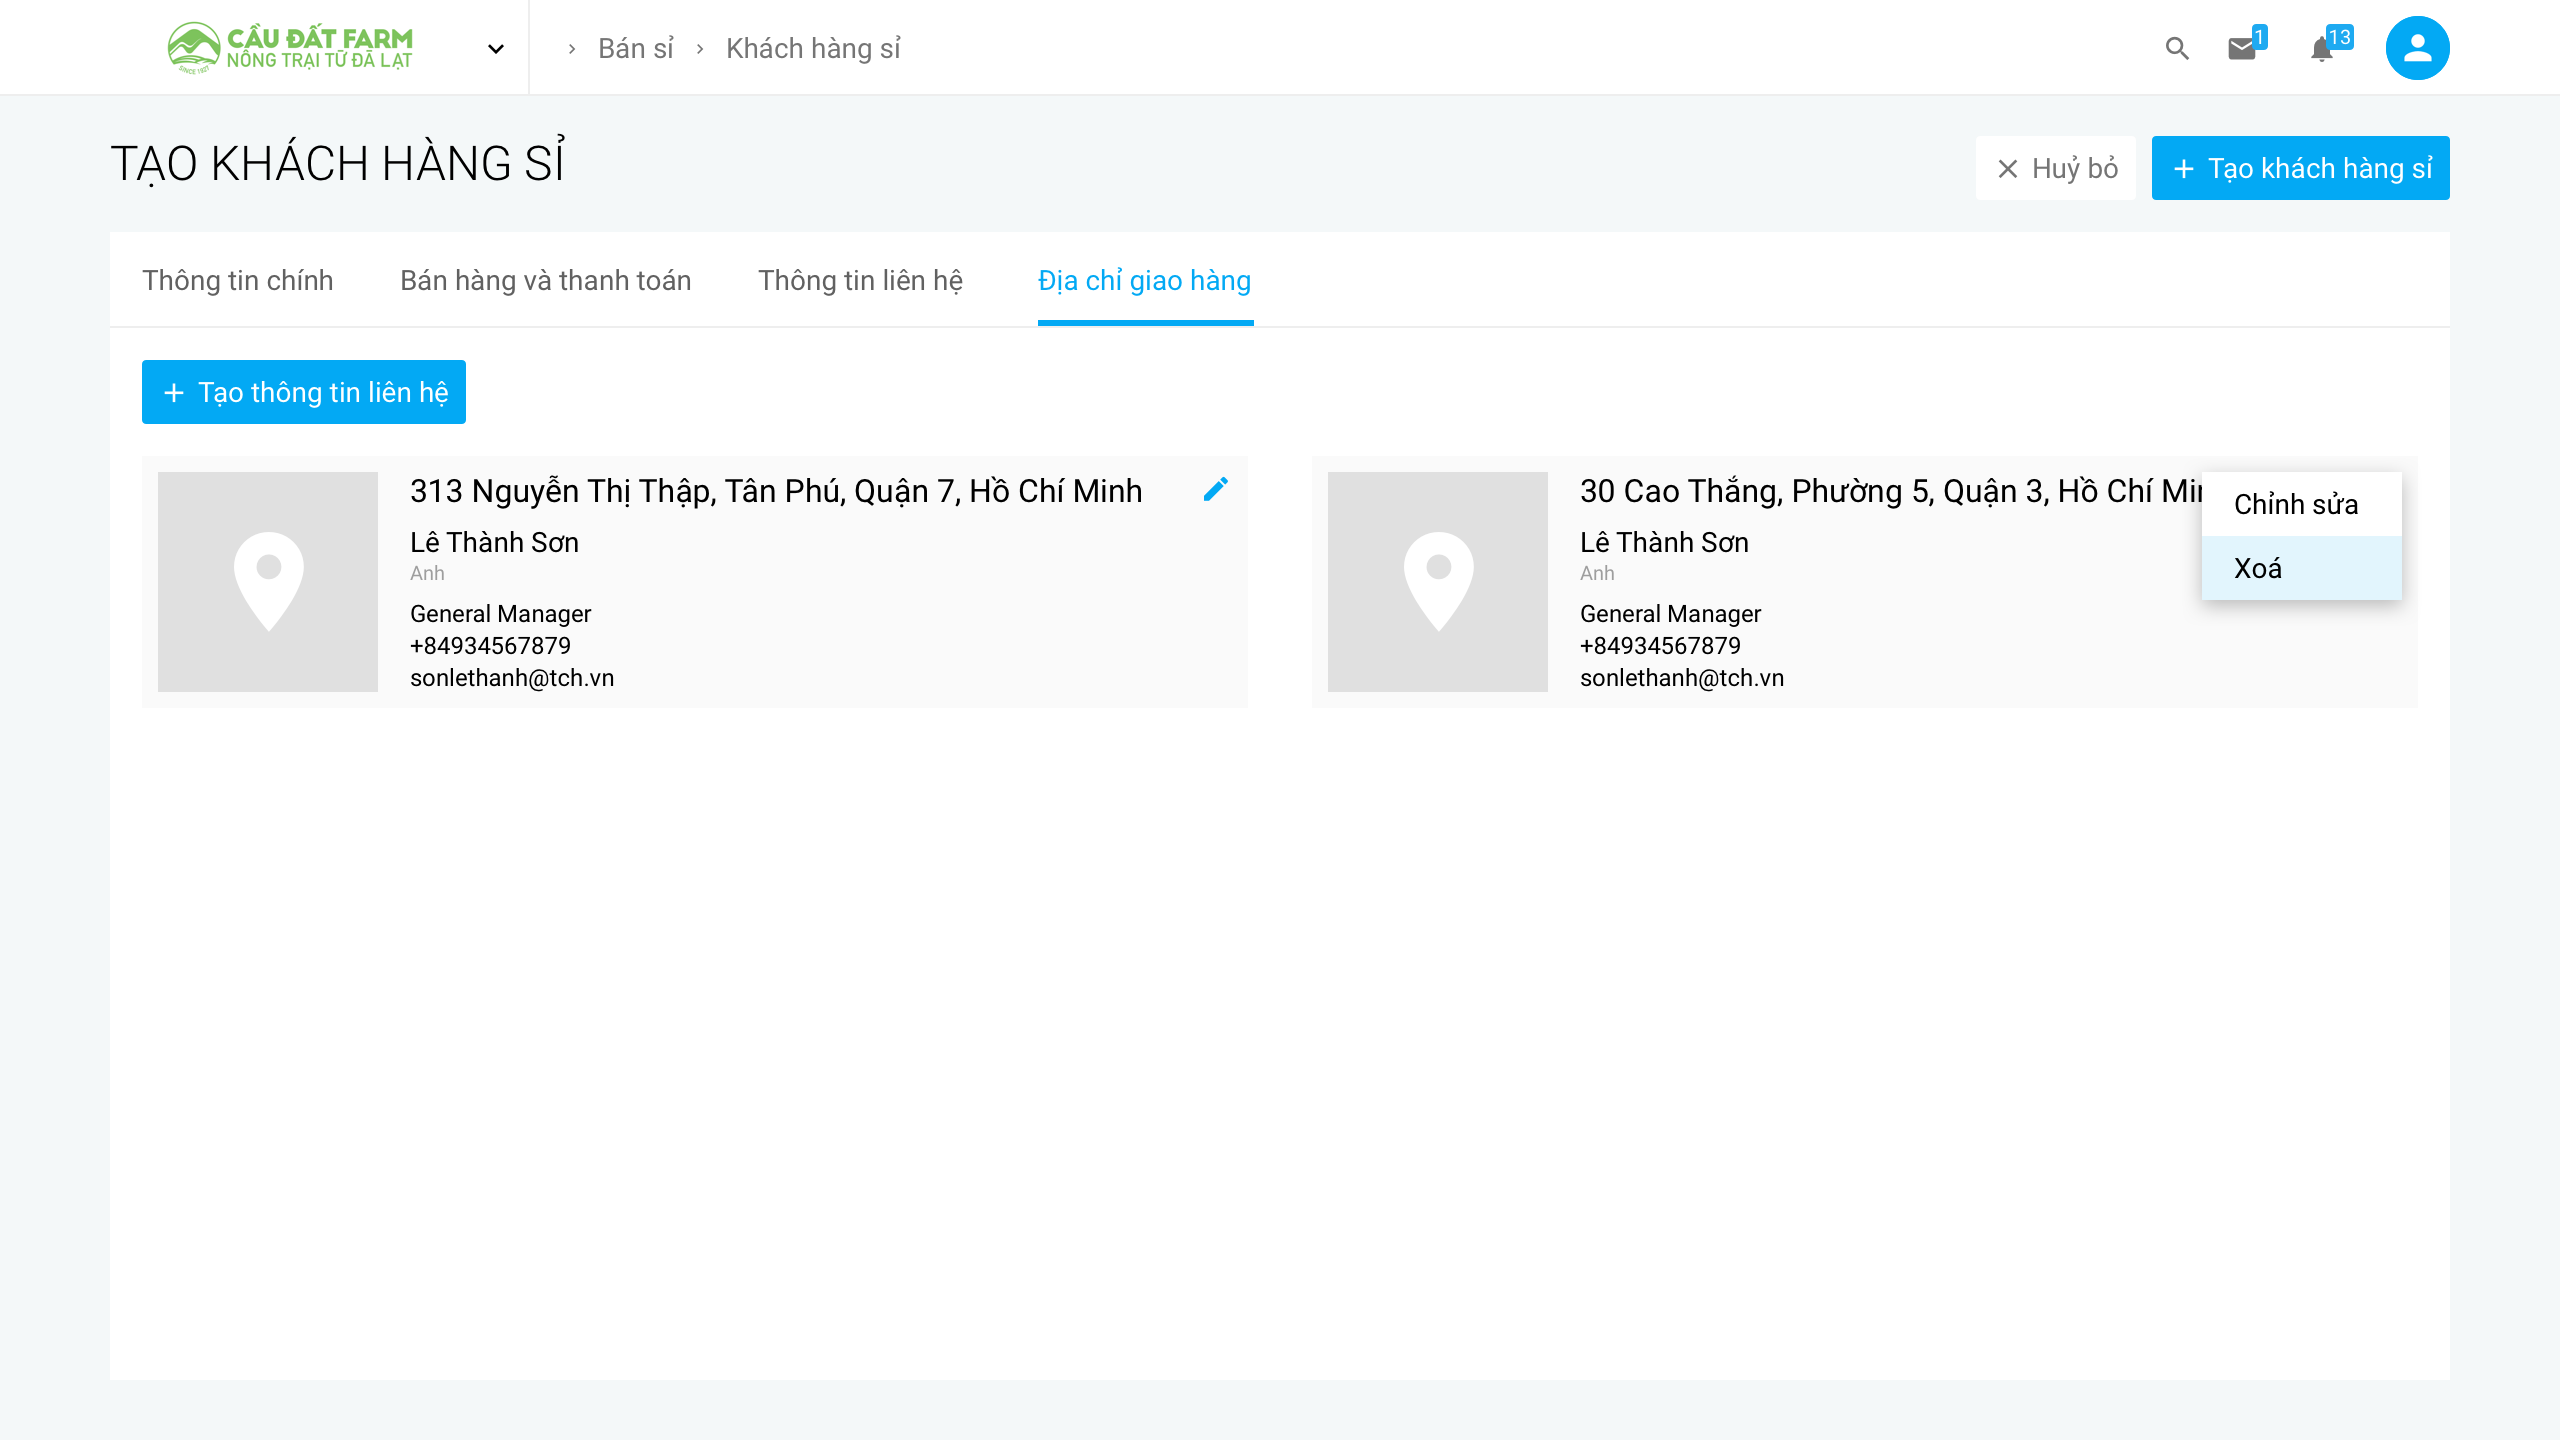 CẦU ĐẤT FARM
NÔNG TRẠI TỪ ĐÀ LẠT
SINCE 1927
Bán sỉ
Khách hàng sỉ
1
13
TẠO KHÁCH HÀNG SỈ
Huỷ bỏ
Tạo khách hàng sỉ
Thông tin chính
Bán hàng và thanh toán
Thông tin liên hệ
Địa chỉ giao hàng
Tạo thông tin liên hệ
313 Nguyễn Thị Thập, Tân Phú, Quận 7, Hồ Chí Minh
Lê Thành Sơn
Anh
General Manager
+84934567879
sonlethanh@tch.vn
30 Cao Thắng, Phường 5, Quận 3, Hồ Chí Mi
Lê Thành Sơn
Anh
General Manager
+84934567879
sonlethanh@tch.vn
Chỉnh sửa
Xoá